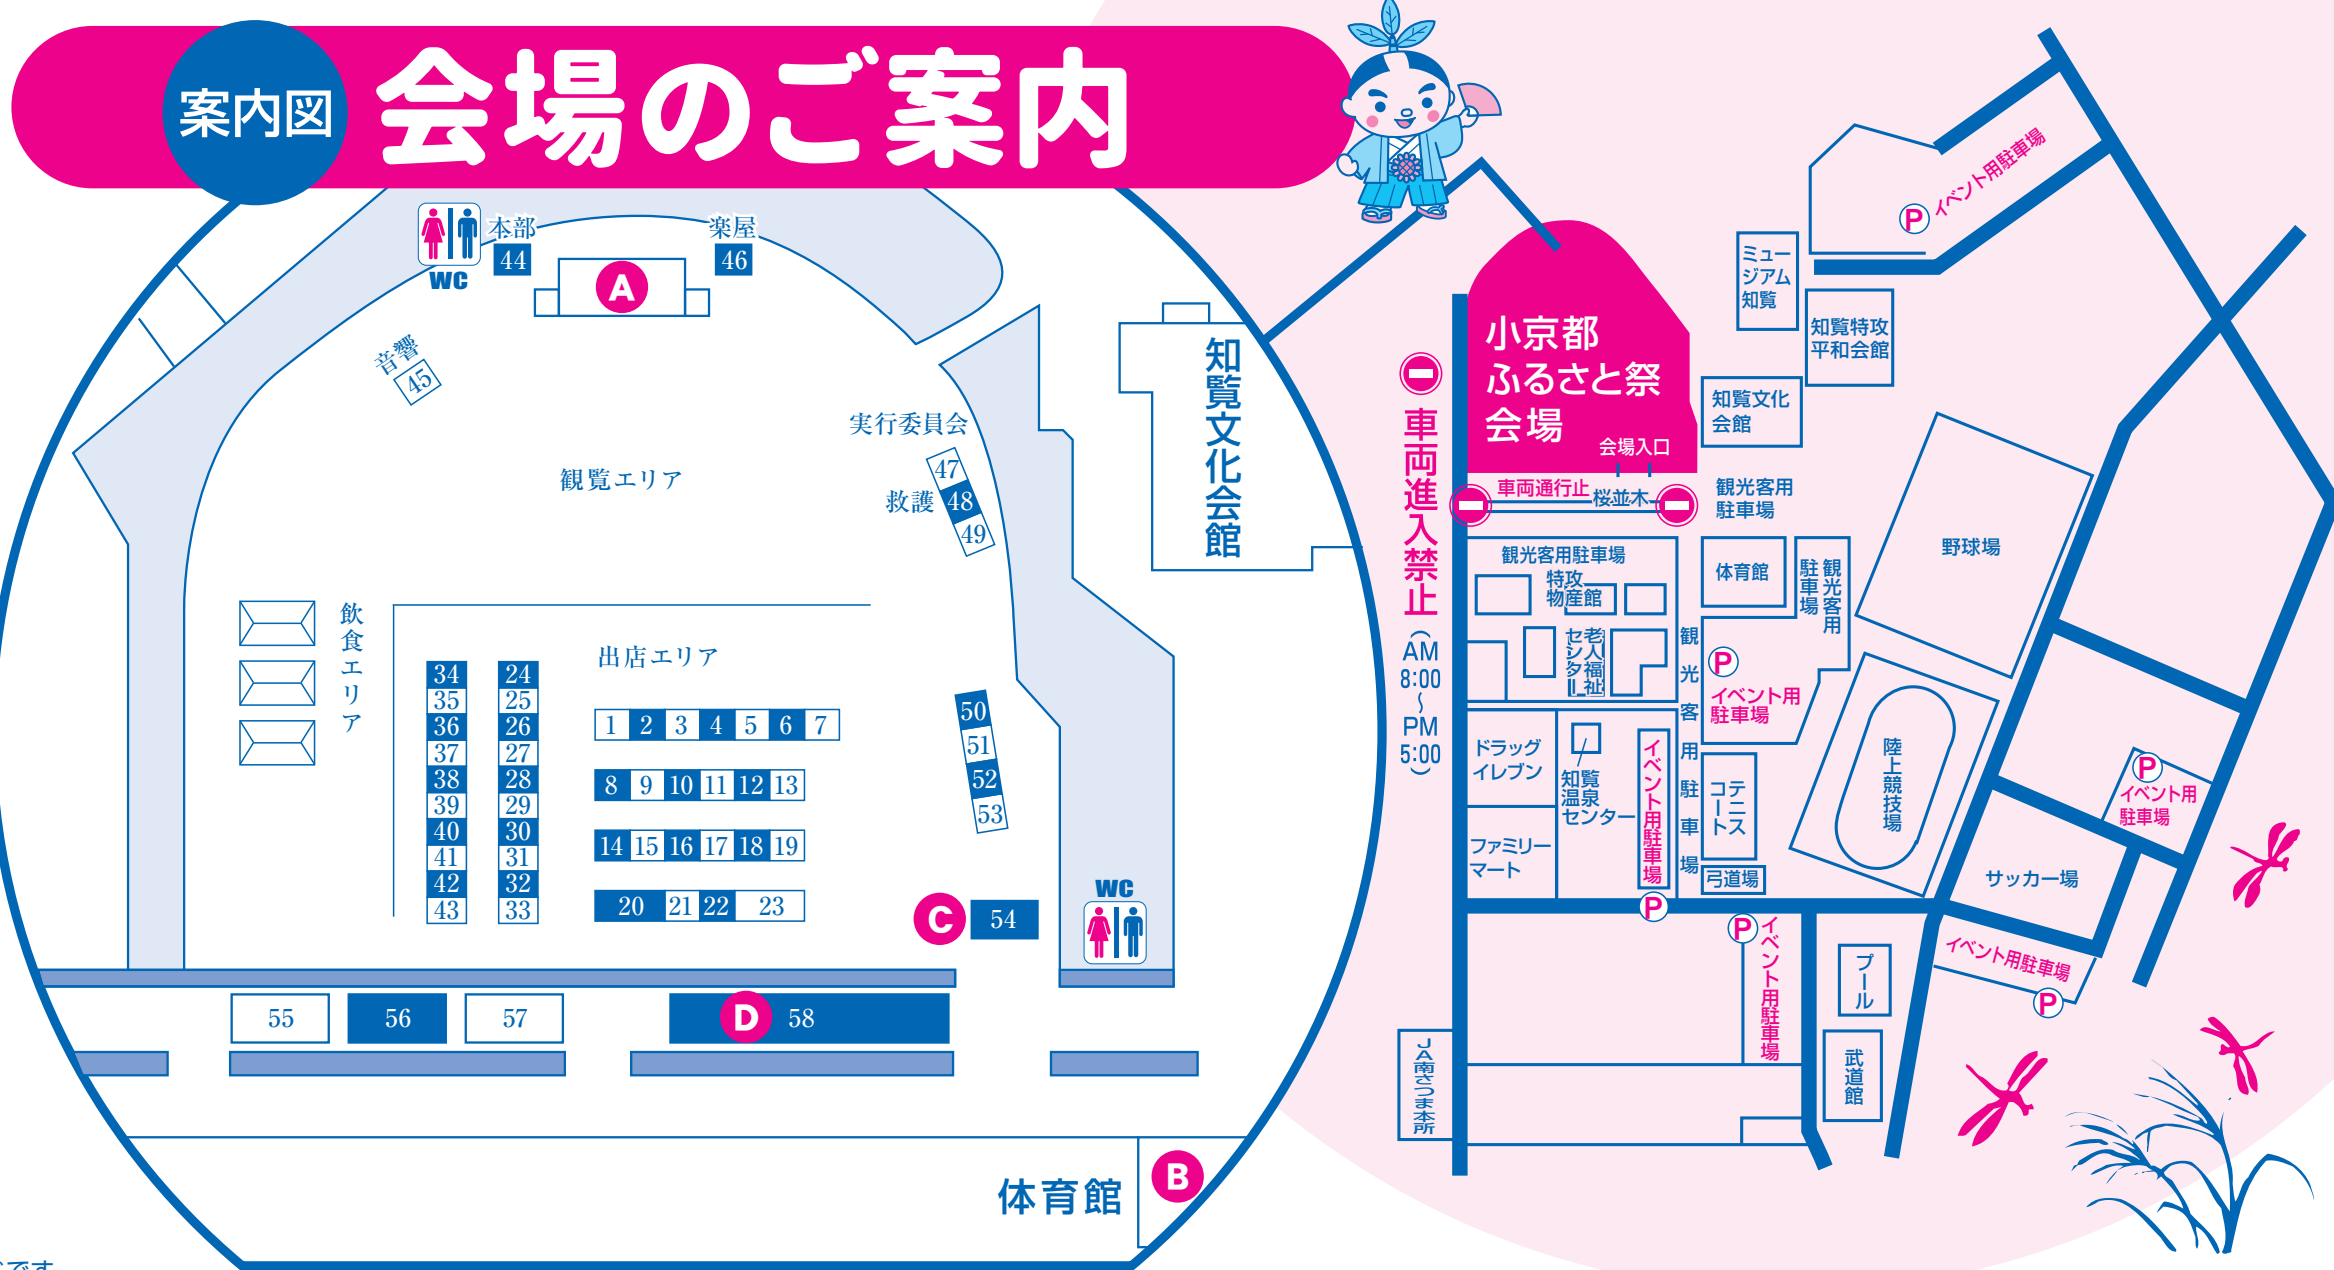 案内図
会場のご案内
WC
本部
44
A
楽屋
46
音響
45
観覧エリア
実行委員会
47
救護
48
49
知覧文化会館
飲食エリア
出店エリア
34
35
36
37
38
39
40
41
42
43
24
25
26
27
28
29
30
31
32
33
1 2 3 4 5 6 7
8 9 10 11 12 13
14 15 16 17 18 19
20 21 22 23
50
51
52
53
C
54
WC
55
56
57
D
58
体育館
B
です
小京都
ふるさと祭
会場
会場入口
車両進入禁止
(AM
8:00
〜
PM
5:00)
車両通行止
桜並木
観光客用
駐車場
ミュー
ジアム
知覧
知覧特攻
平和会館
知覧文化
会館
P
イベント用駐車場
観光客用駐車場
特攻
物産館
老人福祉
センター
観光客用駐車場
体育館
観光客用
駐車場
P
イベント用
駐車場
野球場
陸上競技場
ドラッグ
イレブン
ファミリー
マート
知覧
温泉
センター
イベント用駐車場
P
テニス
コート
弓道場
P
イベント用
駐車場
サッカー場
イベント用駐車場
P
P
イベント用駐車場
プール
武道館
JA南さつま本所